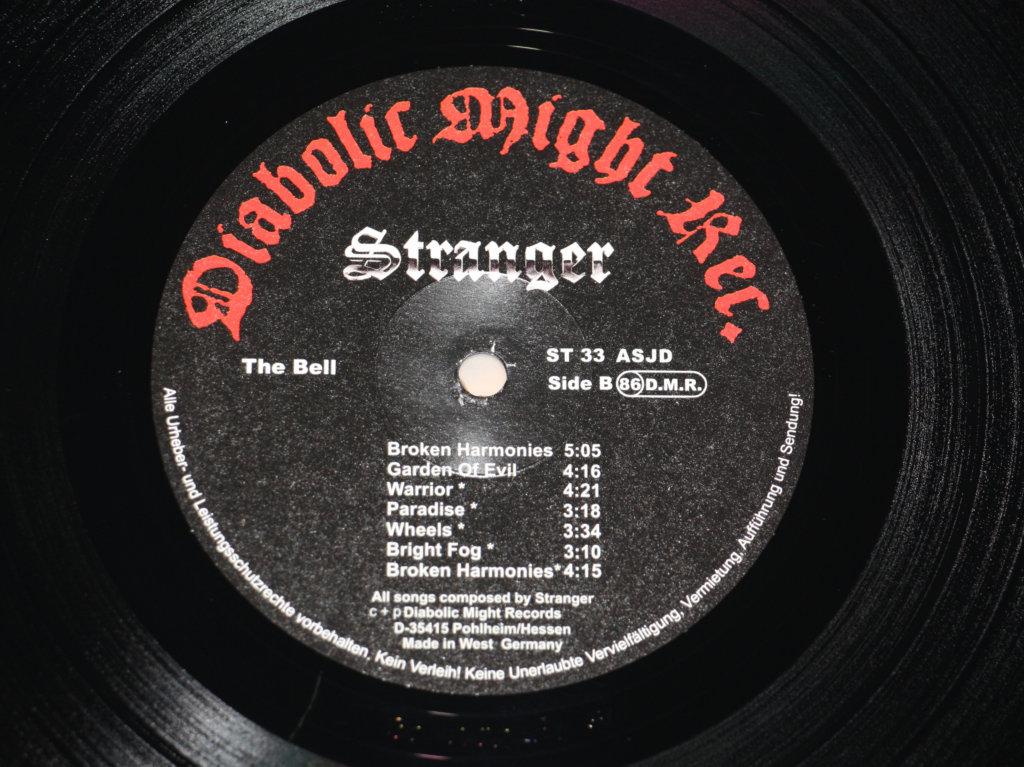 Diabolic Might Rec.
Stranger
The Bell
ST 33 ASJD
Side B 86 D.M.R.
Broken Harmonies 5:05
Garden Of Evil 4:16
Warrior * 4:21
Paradise * 3:18
Wheels * 3:34
Bright Fog * 3:10
Broken Harmonies* 4:15
All songs composed by Stranger
c + p Diabolic Might Records
D-35415 Pohlheim/Hessen
Made in West Germany
Alle Urheber- und Leistungsschutzrechte vorbehalten. Kein Verleih! Keine Unerlaubte Vervielfältigung, Vermietung, Aufführung und Sendung!